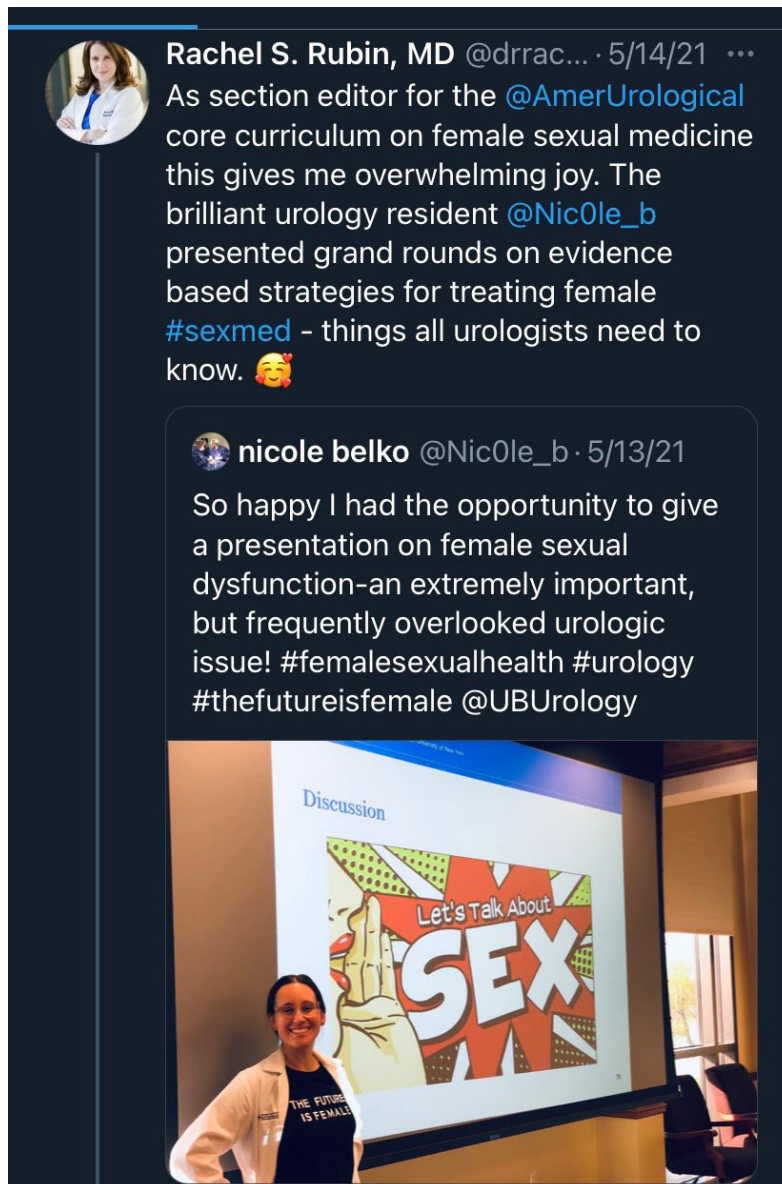 Rachel S. Rubin, MD @drrac... · 5/14/21 ...
As section editor for the @AmerUrological
core curriculum on female sexual medicine
this gives me overwhelming joy. The
brilliant urology resident @Nic0le_b
presented grand rounds on evidence
based strategies for treating female
#sexmed - things all urologists need to
know. 🥰
nicole belko @Nic0le_b · 5/13/21
So happy I had the opportunity to give
a presentation on female sexual
dysfunction-an extremely important,
but frequently overlooked urologic
issue! #femalesexualhealth #urology
#thefutureisfemale @UBUrology
Discussion
Let's Talk About
SEX
THE FUTURE
IS FEMALE